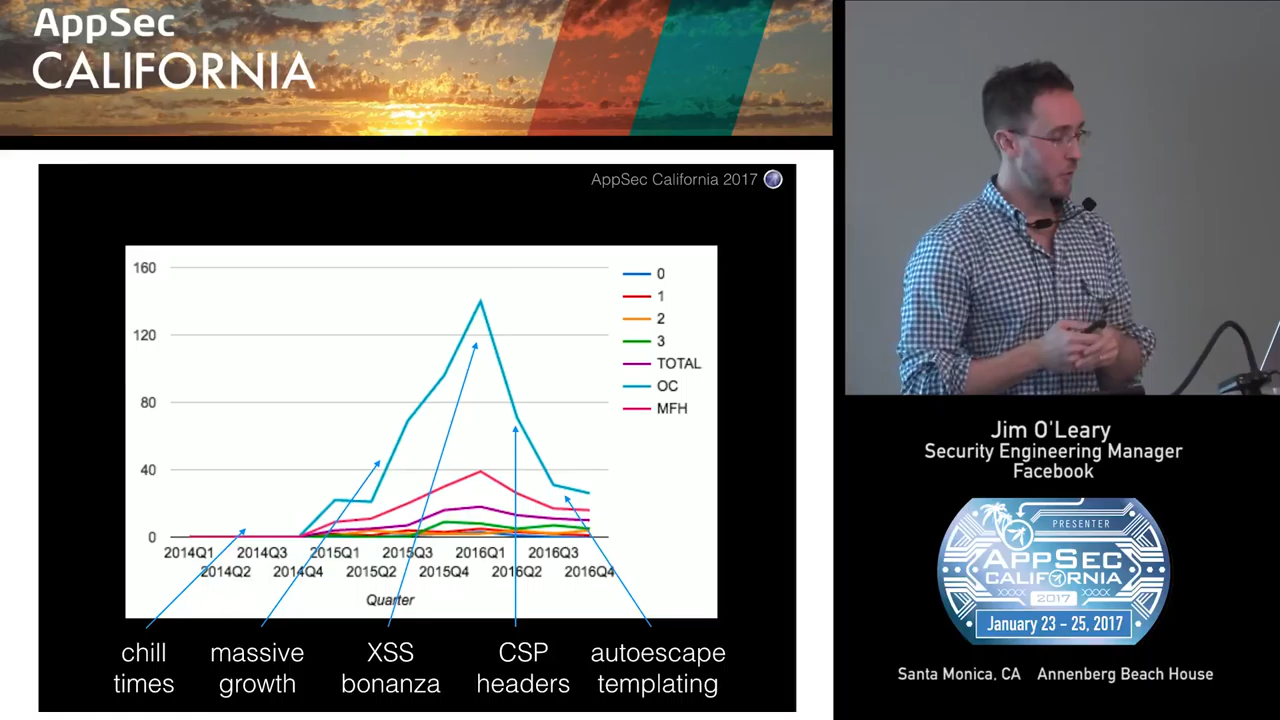 AppSec
CALIFORNIA
AppSec California 2017
160
120
80
40
0
0
1
2
3
TOTAL
OC
MFH
2014Q1 2014Q3 2015Q1 2015Q3 2016Q1 2016Q3
2014Q2 2014Q4 2015Q2 2015Q4 2016Q2 2016Q4
Quarter
chill times
massive growth
XSS bonanza
CSP headers
autoescape templating
Jim O'Leary
Security Engineering Manager
Facebook
PRESENTER
APPSEC
CALIFORNIA
XXXX 2017 XXXX
January 23 - 25, 2017
Santa Monica, CA Annenberg Beach House